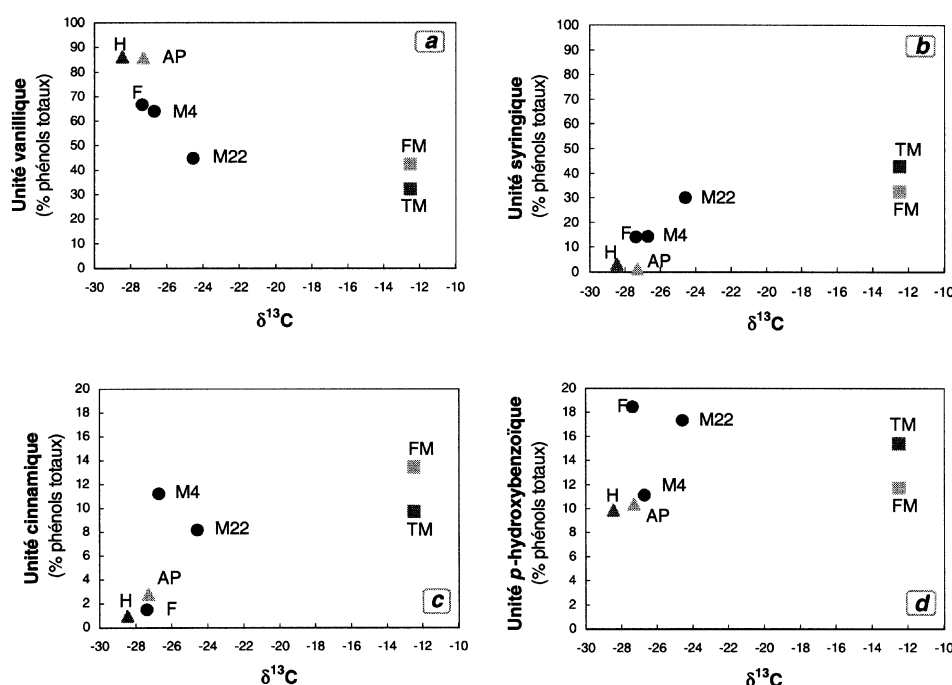 Unité vanillique
(% phénols totaux)
100
90
80
70
60
50
40
30
20
10
0
H
AP
F
M4
M22
FM
TM
a
-30 -28 -26 -24 -22 -20 -18 -16 -14 -12 -10
δ13C
Unité syringique
(% phénols totaux)
100
90
80
70
60
50
40
30
20
10
0
b
TM
M22
FM
F
M4
H
AP
-30 -28 -26 -24 -22 -20 -18 -16 -14 -12 -10
δ13C
Unité cinnamique
(% phénols totaux)
20
18
16
14
12
10
8
6
4
2
0
FM
M4
M22
TM
AP
H
F
c
-30 -28 -26 -24 -22 -20 -18 -16 -14 -12 -10
δ13C
Unité p-hydroxybenzoïque
(% phénols totaux)
20
18
16
14
12
10
8
6
4
2
0
F
M22
TM
M4
H
AP
FM
d
-30 -28 -26 -24 -22 -20 -18 -16 -14 -12 -10
δ13C